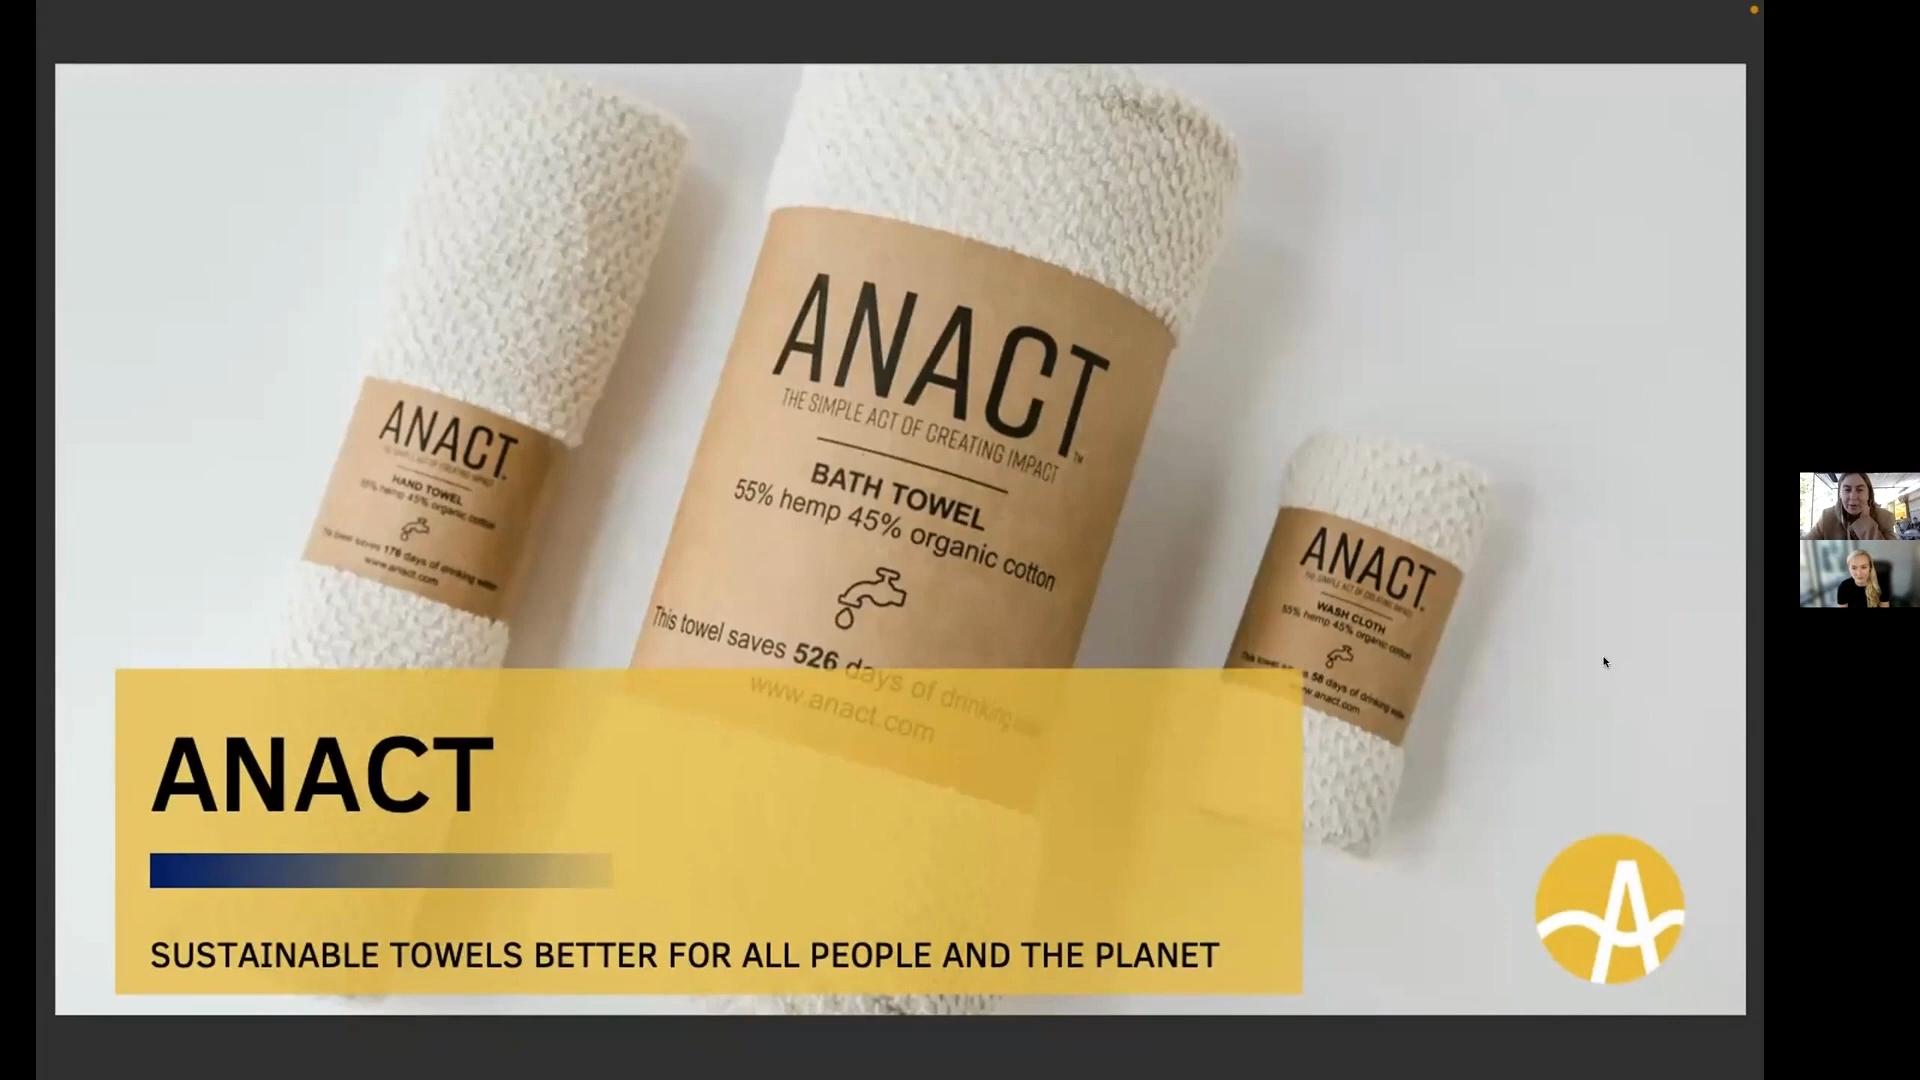 ANACT
THE SIMPLE ACT OF CREATING IMPACT
HAND TOWEL
55% hemp 45% organic cotton
This towel saves 176 days of drinking water
www.anact.com
ANACT™
THE SIMPLE ACT OF CREATING IMPACT
BATH TOWEL
55% hemp 45% organic cotton
This towel saves 526 days of drinking
www.anact.com
ANACT
THE SIMPLE ACT OF CREATING IMPACT
WASH CLOTH
55% hemp 45% organic cotton
58 days of drinking water
www.anact.com
ANACT
SUSTAINABLE TOWELS BETTER FOR ALL PEOPLE AND THE PLANET
A